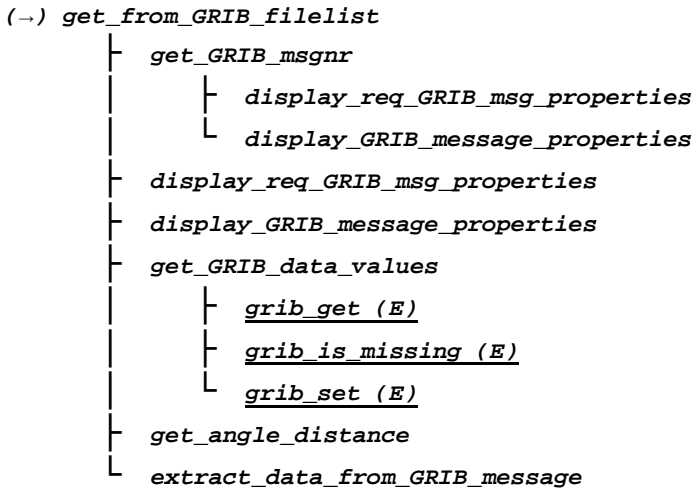 (→) get_from_GRIB_filelist
get_GRIB_msgnr
display_req_GRIB_msg_properties
display_GRIB_message_properties
display_req_GRIB_msg_properties
display_GRIB_message_properties
get_GRIB_data_values
grib_get (E)
grib_is_missing (E)
grib_set (E)
get_angle_distance
extract_data_from_GRIB_message